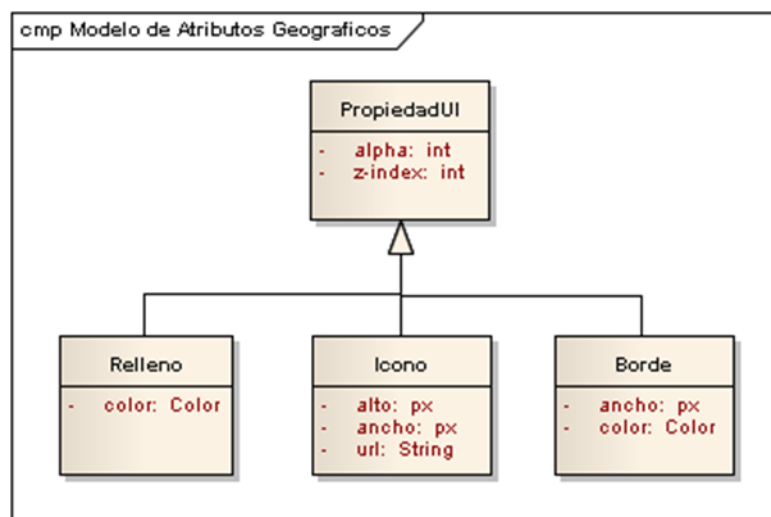 cmp Modelo de Atributos Geograficos
PropiedadUI
- alpha: int
- z-index: int
Relleno
- color: Color
Icono
- alto: px
- ancho: px
- url: String
Borde
- ancho: px
- color: Color